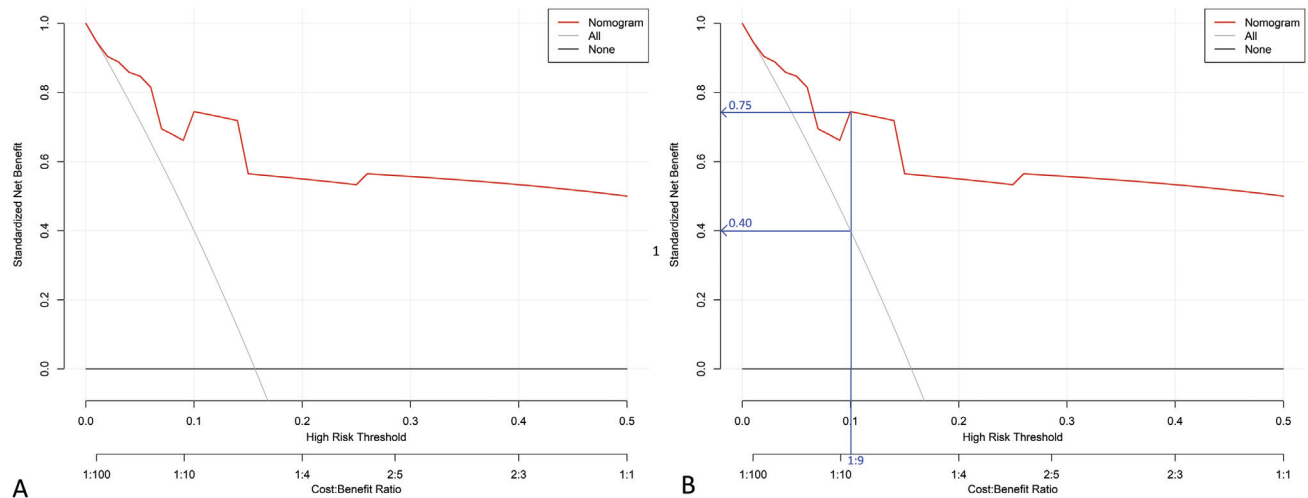 Nomogram
All
None
Standardized Net Benefit
1.0
0.8
0.6
0.4
0.2
0.0
0.0 0.1 0.2 0.3 0.4 0.5
High Risk Threshold
1:100 1:10 1:4 2:5 2:3 1:1
Cost:Benefit Ratio
A
1
Nomogram
All
None
Standardized Net Benefit
1.0
0.8
0.75
0.6
0.40
0.4
0.2
0.0
0.0 0.1 0.2 0.3 0.4 0.5
High Risk Threshold
1:100 1:10 1:9 1:4 2:5 2:3 1:1
Cost:Benefit Ratio
B